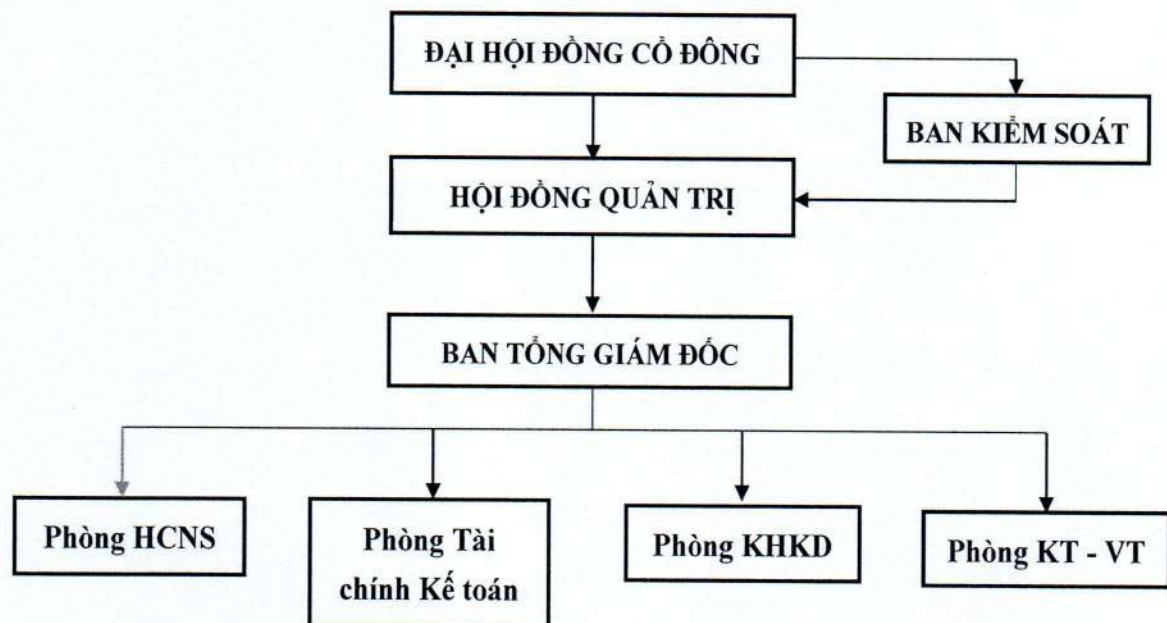 ĐẠI HỘI ĐỒNG CỔ ĐÔNG
BAN KIỂM SOÁT
HỘI ĐỒNG QUẢN TRỊ
BAN TỔNG GIÁM ĐỐC
Phòng HCNS
Phòng Tài
chính Kế toán
Phòng KHKD
Phòng KT - VT